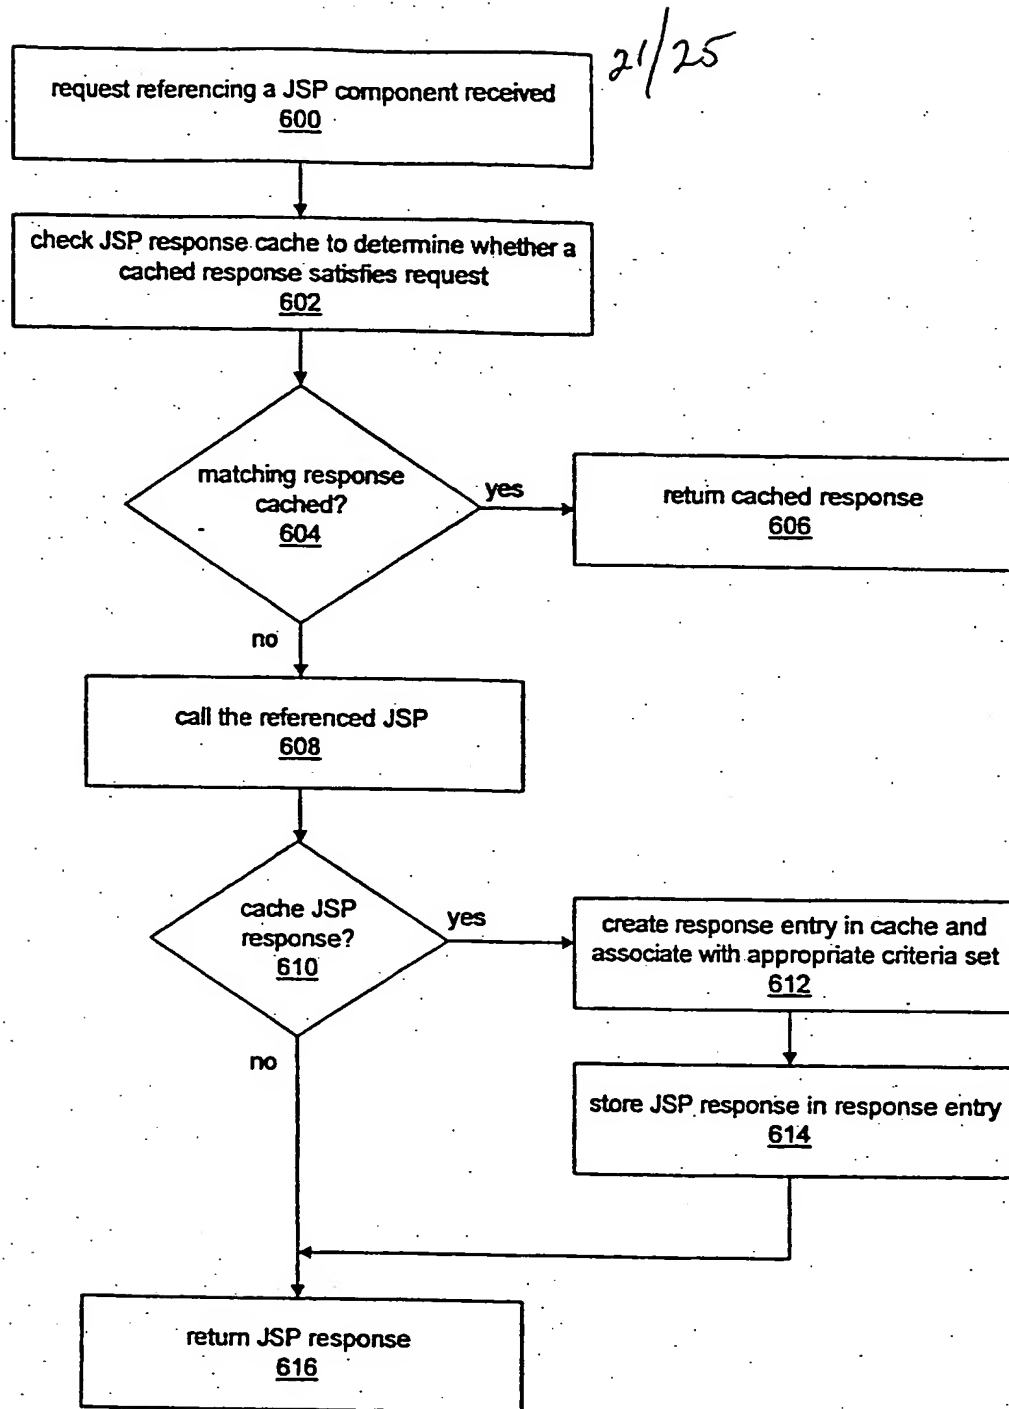 21/25
request referencing a JSP component received
600
check JSP response cache to determine whether a
cached response satisfies request
602
matching response
cached?
604
yes
return cached response
606
no
call the referenced JSP
608
cache JSP
response?
610
yes
create response entry in cache and
associate with appropriate criteria set
612
no
store JSP response in response entry
614
return JSP response
616